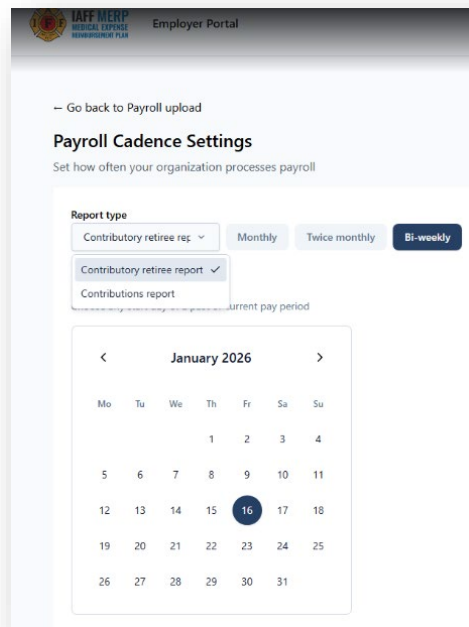 IAFF MERP
MEDICAL EXPENSE
REIMBURSEMENT PLAN
Employer Portal
← Go back to Payroll upload
Payroll Cadence Settings
Set how often your organization processes payroll
Report type
Contributory retiree rep
Monthly
Twice monthly
Bi-weekly
Contributory retiree report ✓
Contributions report
current pay period
< January 2026 >
Mo Tu We Th Fr Sa Su
1 2 3 4
5 6 7 8 9 10 11
12 13 14 15 16 17 18
19 20 21 22 23 24 25
26 27 28 29 30 31